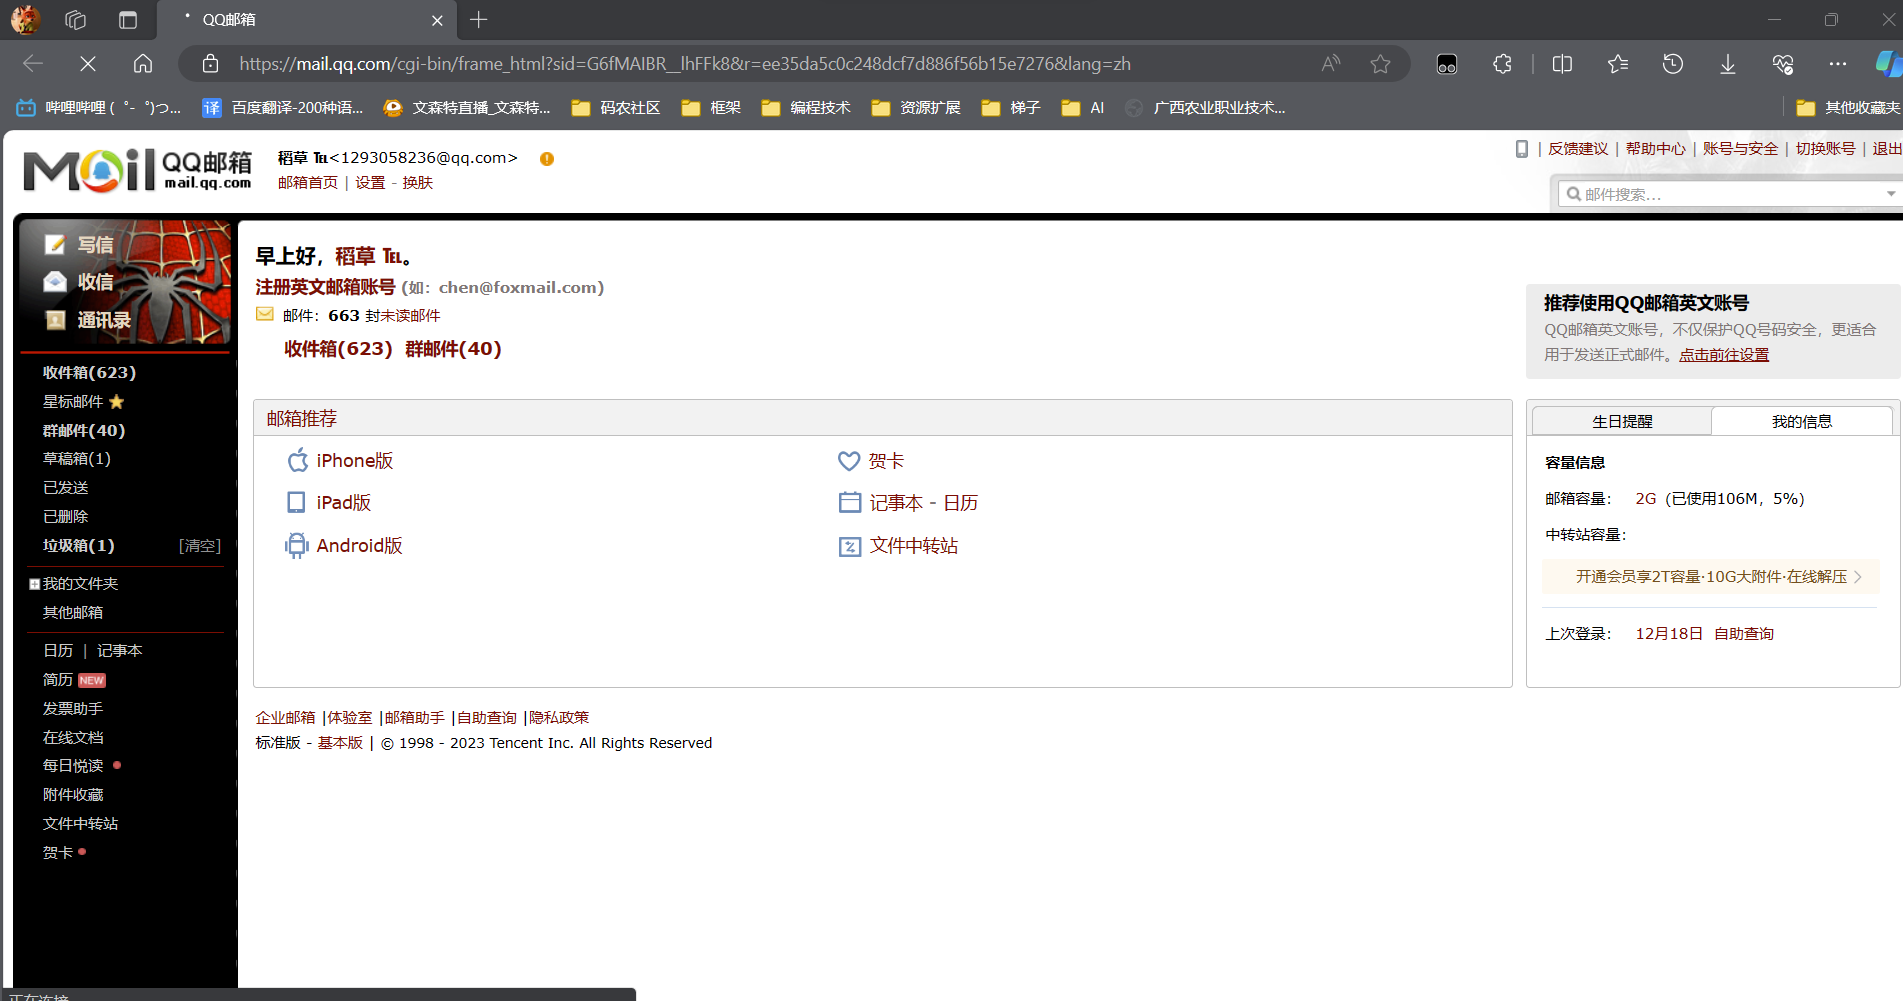 QQ邮箱
https://mail.qq.com/cgi-bin/frame_html?sid=G6fMAIBR__lhFFk8&r=ee35da5c0c248dcf7d886f56b15e7276&lang=zh
哔哩哔哩 (゜-゜)つ... 译 百度翻译-200种语... 文森特直播_文森特... 码农社区 框架 编程技术 资源扩展 梯子 AI 广西农业职业技术... 其他收藏夹
Mail QQ邮箱 mail.qq.com
稻草 ℡<1293058236@qq.com>
邮箱首页 | 设置 - 换肤
| 反馈建议 | 帮助中心 | 账号与安全 | 切换账号 | 退出
邮件搜索...
写信
收信
通讯录
收件箱(623)
星标邮件
群邮件(40)
草稿箱(1)
已发送
已删除
垃圾箱(1) [清空]
我的文件夹
其他邮箱
日历 | 记事本
简历 NEW
发票助手
在线文档
每日悦读
附件收藏
文件中转站
贺卡
早上好，稻草 ℡。
注册英文邮箱账号 (如：chen@foxmail.com)
邮件：663 封未读邮件
收件箱(623) 群邮件(40)
邮箱推荐
iPhone版 贺卡
iPad版 记事本 - 日历
Android版 文件中转站
推荐使用QQ邮箱英文账号
QQ邮箱英文账号，不仅保护QQ号码安全，更适合
用于发送正式邮件。点击前往设置
生日提醒 我的信息
容量信息
邮箱容量： 2G (已使用106M，5%)
中转站容量：
开通会员享2T容量·10G大附件·在线解压
上次登录： 12月18日 自助查询
企业邮箱 |体验室 |邮箱助手 |自助查询 |隐私政策
标准版 - 基本版 | © 1998 - 2023 Tencent Inc. All Rights Reserved
正在连接